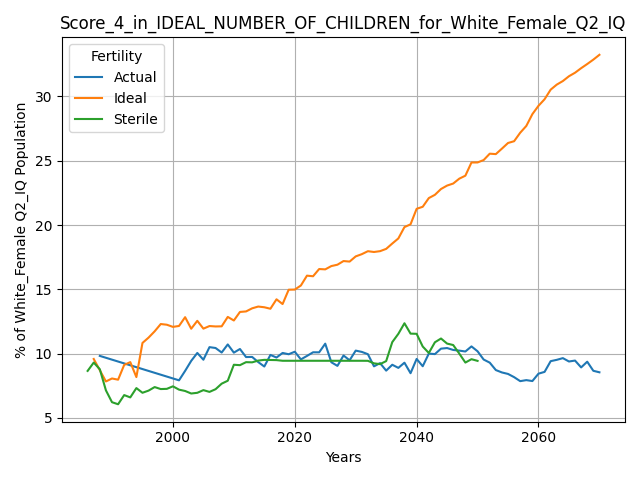 Score_4_in_IDEAL_NUMBER_OF_CHILDREN_for_White_Female_Q2_IQ
Fertility
Actual
Ideal
Sterile
% of White_Female Q2_IQ Population
30
25
20
15
10
5
2000 2020 2040 2060
Years